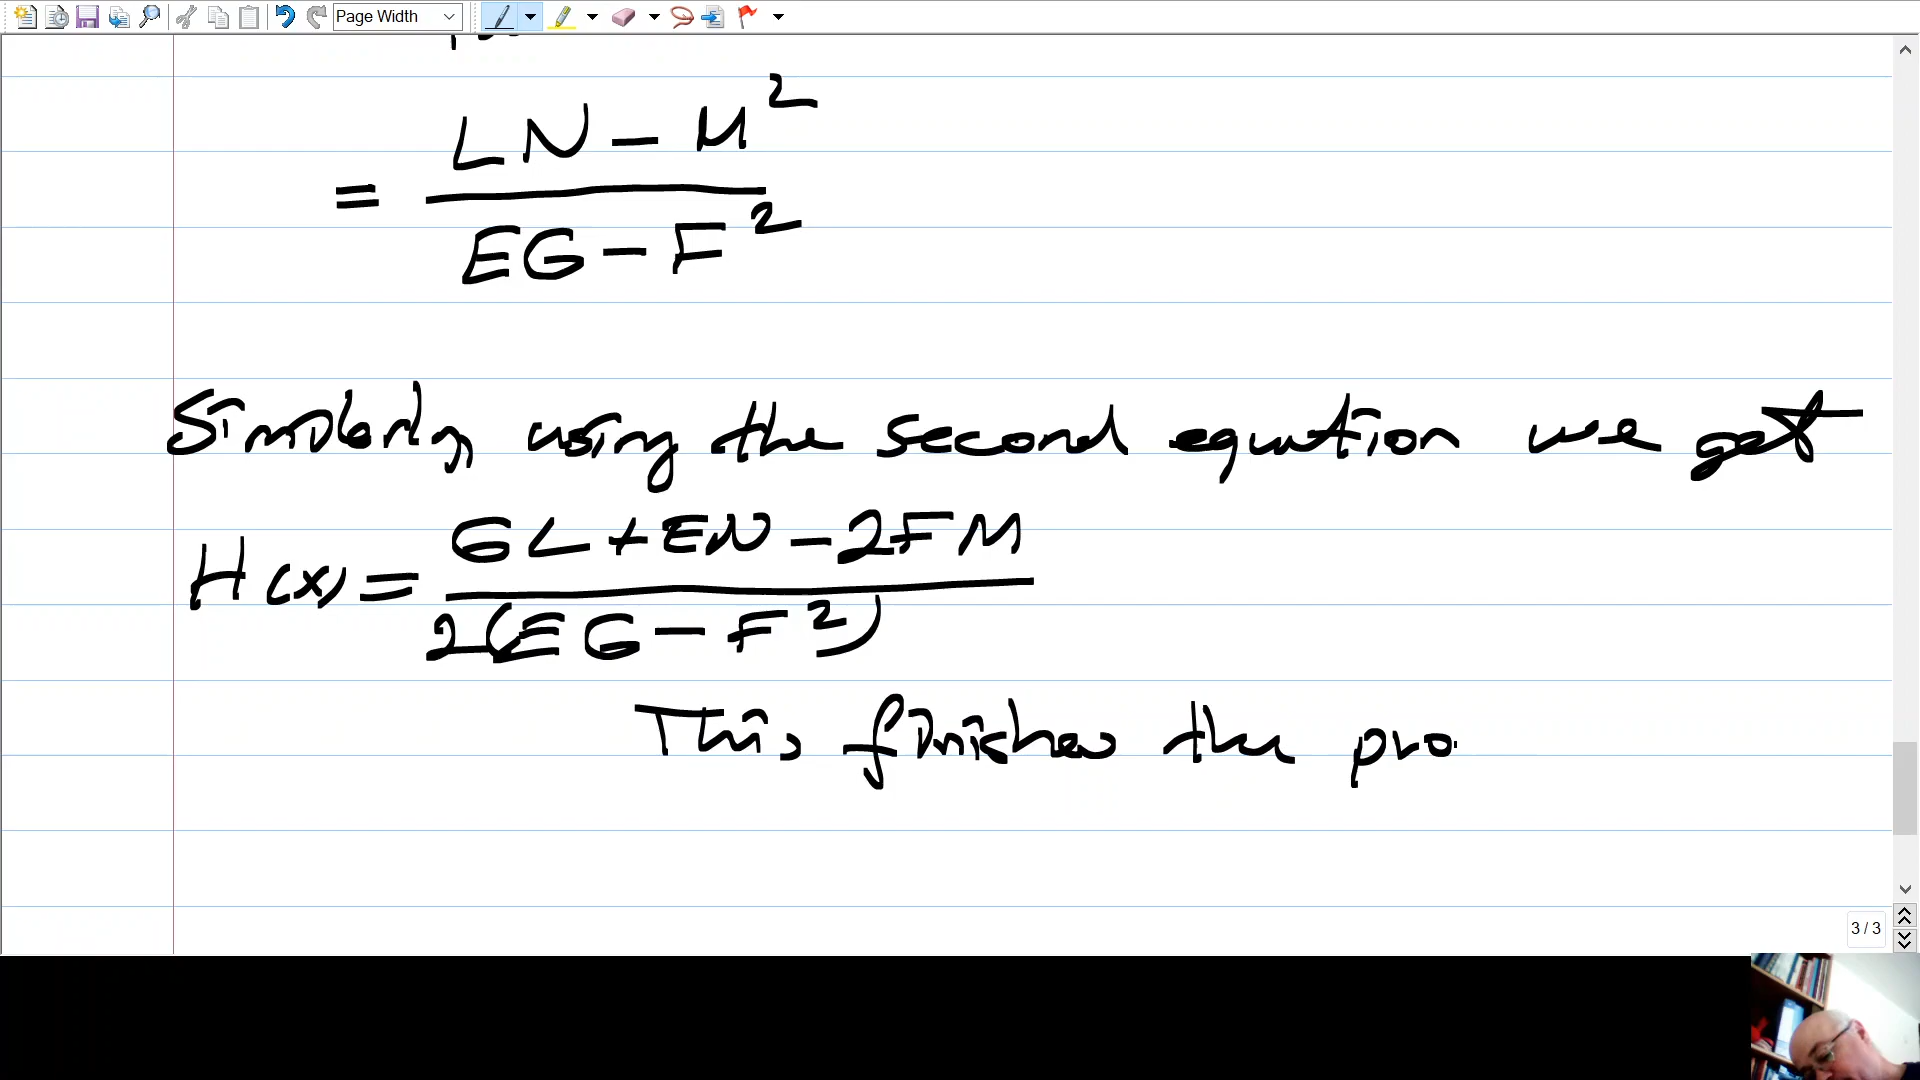 Page Width
= LN - M²
EG - F²
Similarly, using the second equation we get
H(x) = GL + EN - 2FM
2(EG - F²)
This finishes the pro
3 / 3